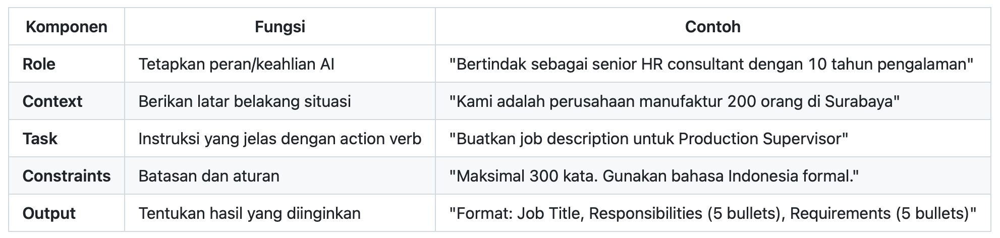 Komponen Fungsi Contoh
Role Tetapkan peran/keahlian AI "Bertindak sebagai senior HR consultant dengan 10 tahun pengalaman"
Context Berikan latar belakang situasi "Kami adalah perusahaan manufaktur 200 orang di Surabaya"
Task Instruksi yang jelas dengan action verb "Buatkan job description untuk Production Supervisor"
Constraints Batasan dan aturan "Maksimal 300 kata. Gunakan bahasa Indonesia formal."
Output Tentukan hasil yang diinginkan "Format: Job Title, Responsibilities (5 bullets), Requirements (5 bullets)"